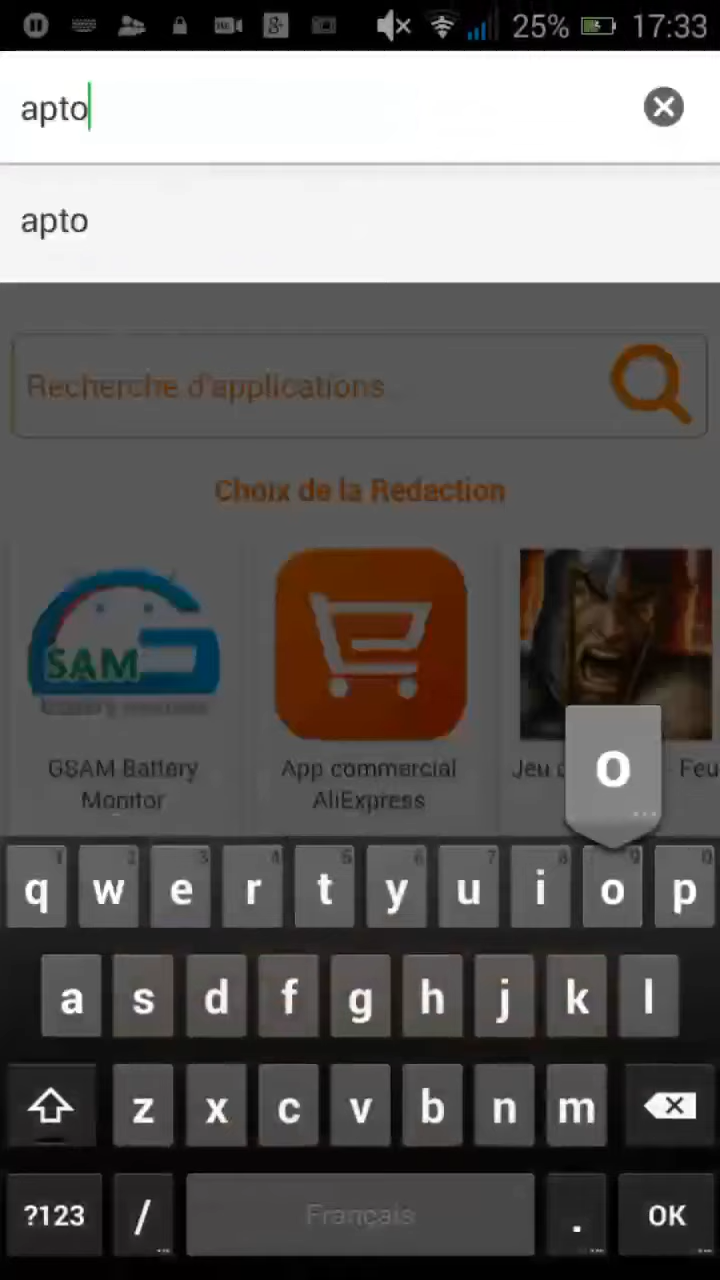 25% 17:33
apto
apto
Recherche d'applications
Choix de la Redaction
SAM
GSAM Battery
Monitor
App commercial
AliExpress
Jeu Feu
o
1 2 3 4 5 6 7 8 9 0
q w e r t y u i o p
a s d f g h j k l
z x c v b n m
?123 / Français . OK